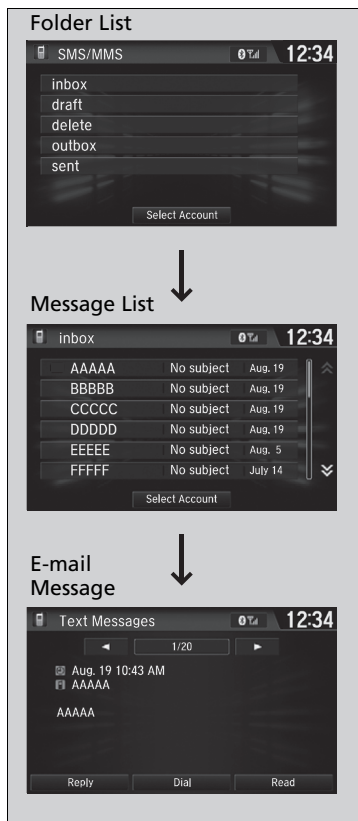 Folder List
SMS/MMS 12:34
inbox
draft
delete
outbox
sent
Select Account
Message List
inbox 12:34
AAAAA No subject Aug. 19
BBBBB No subject Aug. 19
CCCCC No subject Aug. 19
DDDDD No subject Aug. 19
EEEEE No subject Aug. 5
FFFFF No subject July 14
Select Account
E-mail
Message
Text Messages 12:34
1/20
Aug. 19 10:43 AM
AAAAA
AAAAA
Reply Dial Read